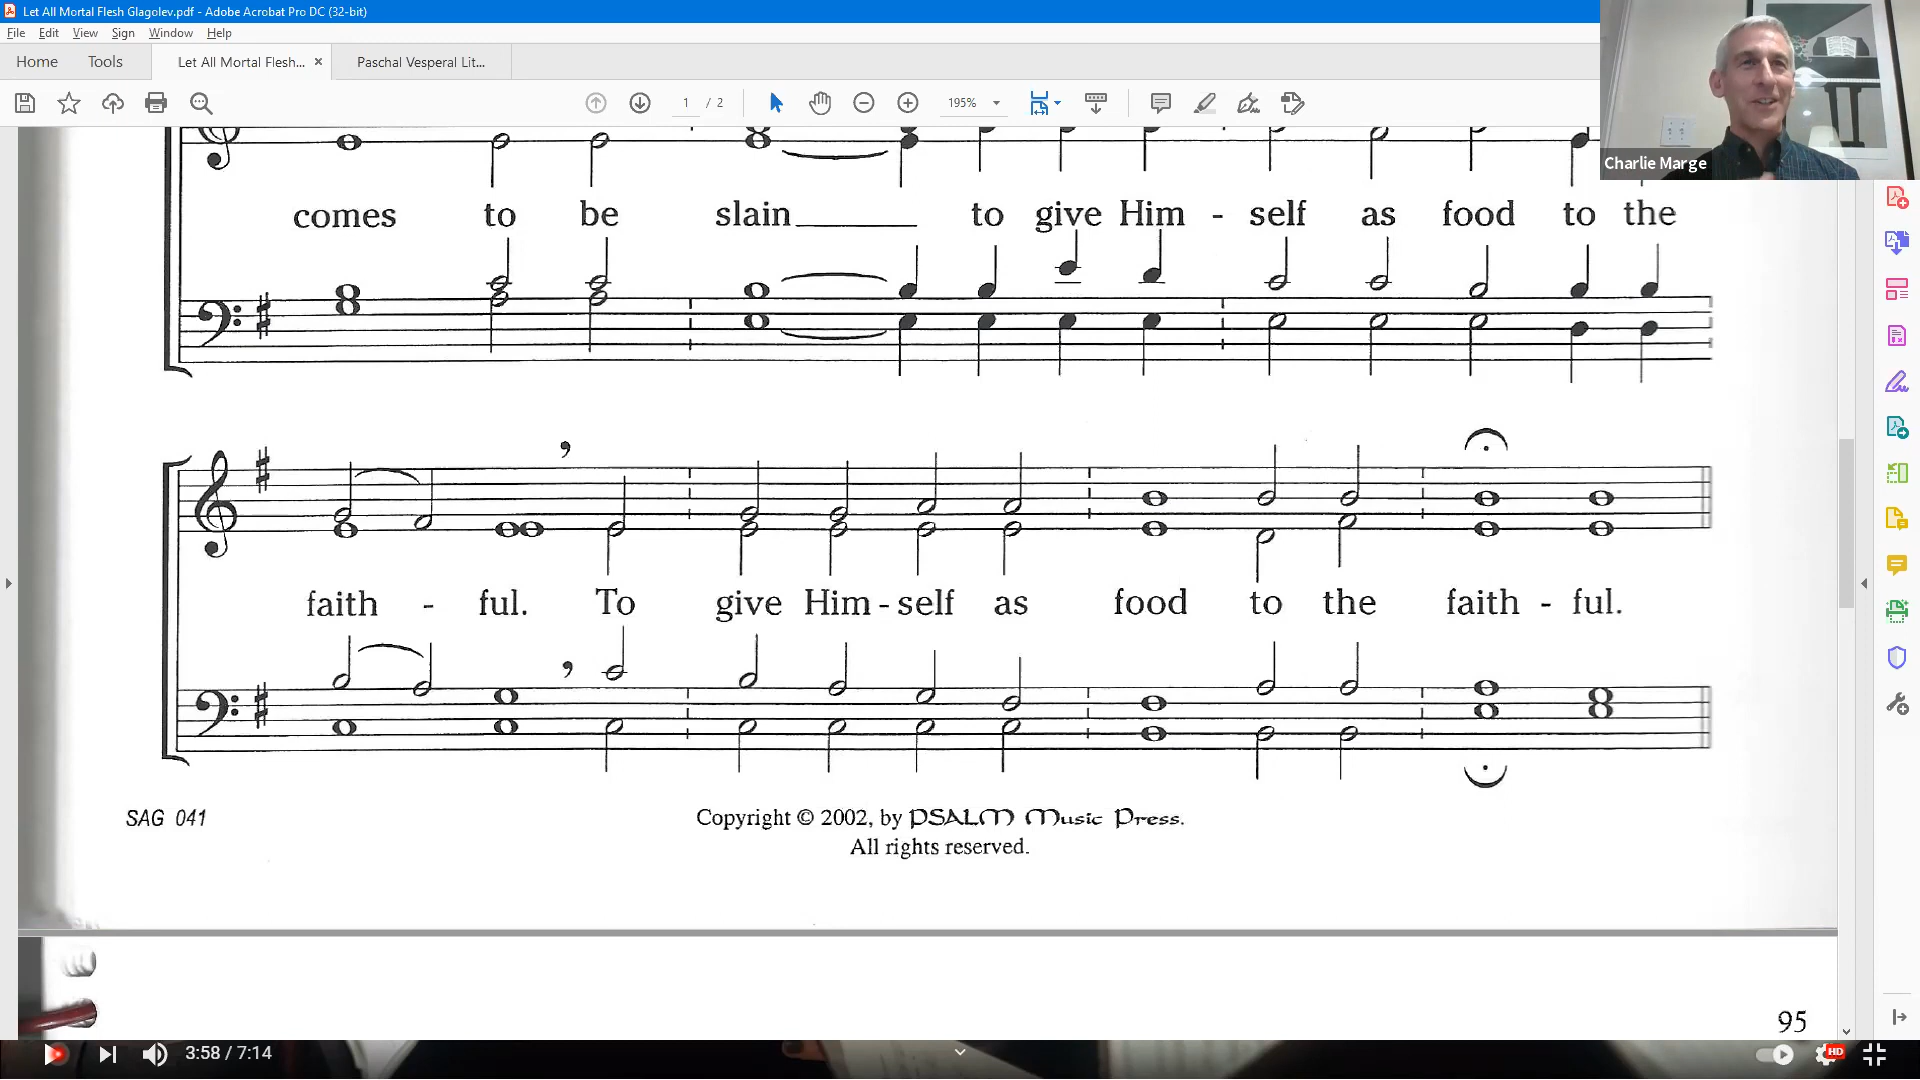 Let All Mortal Flesh Glagolev.pdf - Adobe Acrobat Pro DC (32-bit)
File Edit View Sign Window Help
Home Tools Let All Mortal Flesh... × Paschal Vesperal Lit...
1 / 2 195%
Charlie Marge
comes to be slain to give Him - self as food to the
faith - ful. To give Him - self as food to the faith - ful.
SAG 041
Copyright © 2002, by PSALM Music Press.
All rights reserved.
95
3:58 / 7:14
HD